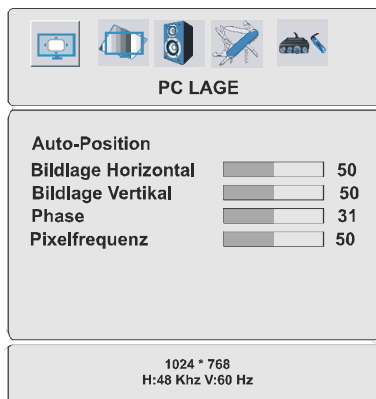 PC LAGE
Auto-Position
Bildlage Horizontal 50
Bildlage Vertikal 50
Phase 31
Pixelfrequenz 50
1024 * 768
H:48 Khz V:60 Hz